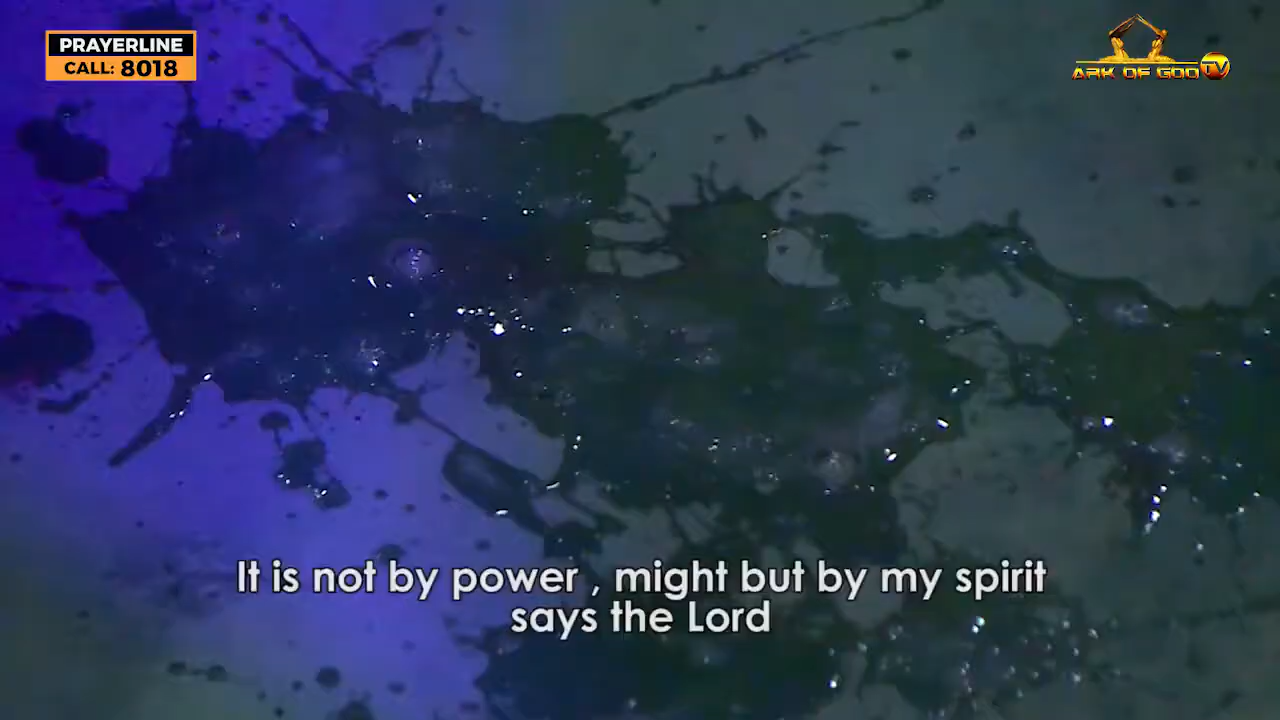 PRAYERLINE
CALL: 8018
ARK OF GOD TV
It is not by power , might but by my spirit
says the Lord